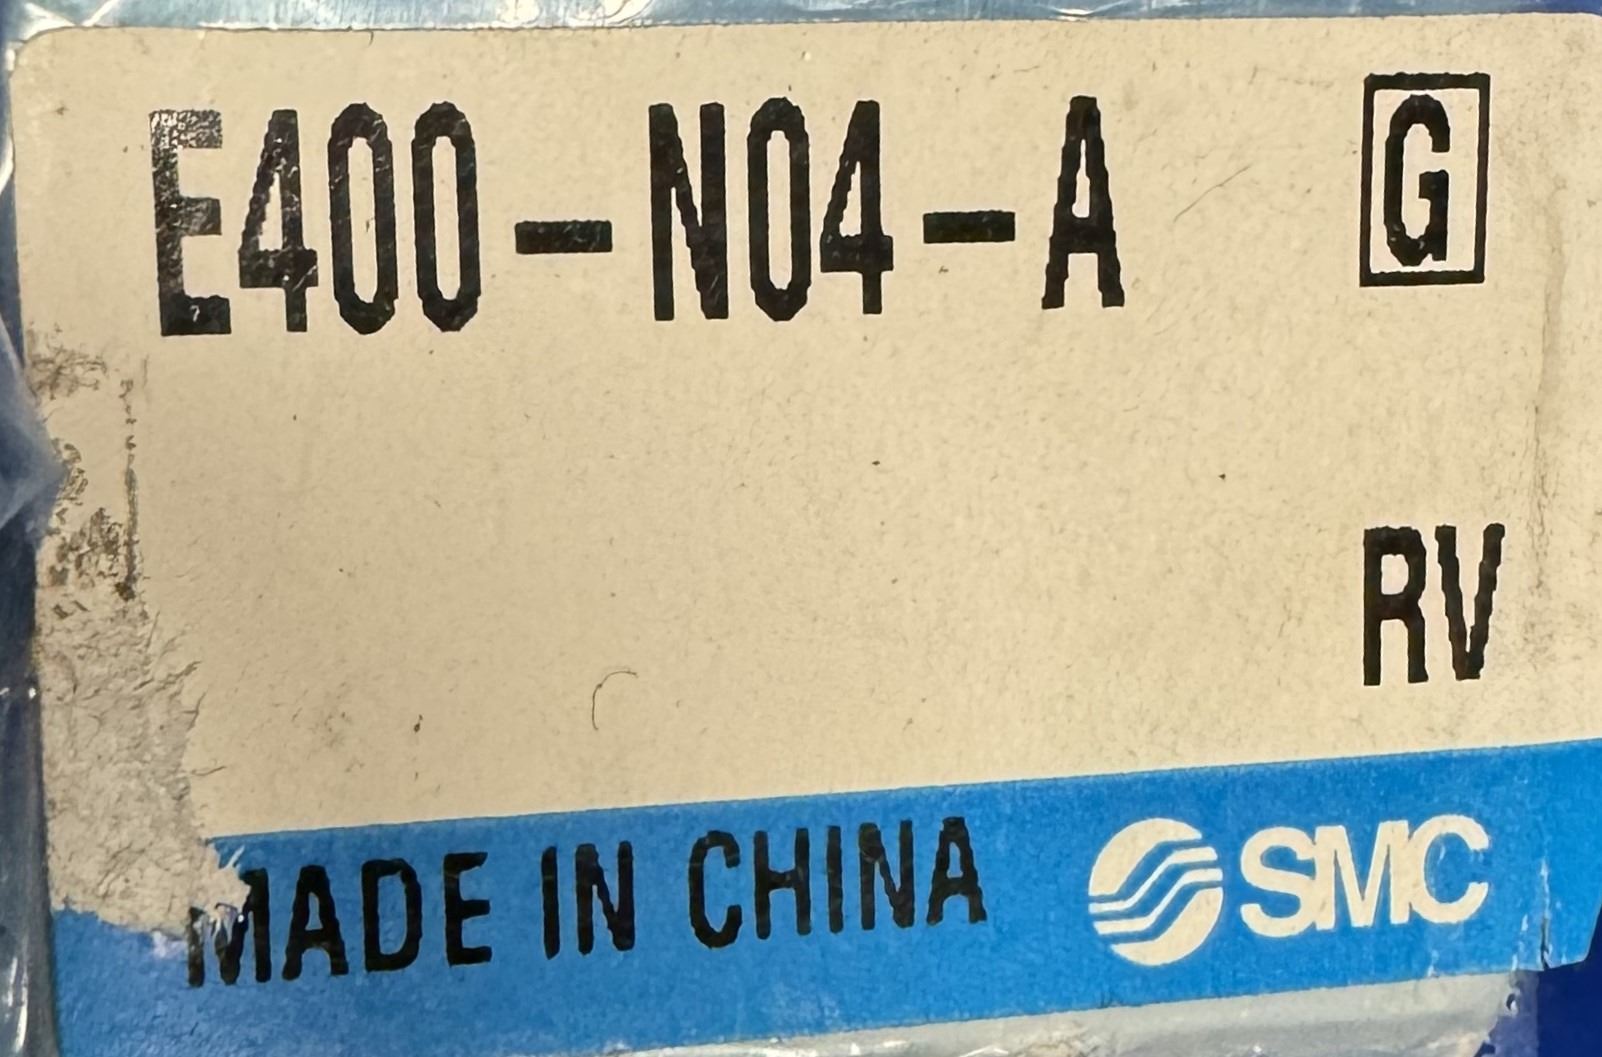 E400-N04-A G
RV
MADE IN CHINA SMC